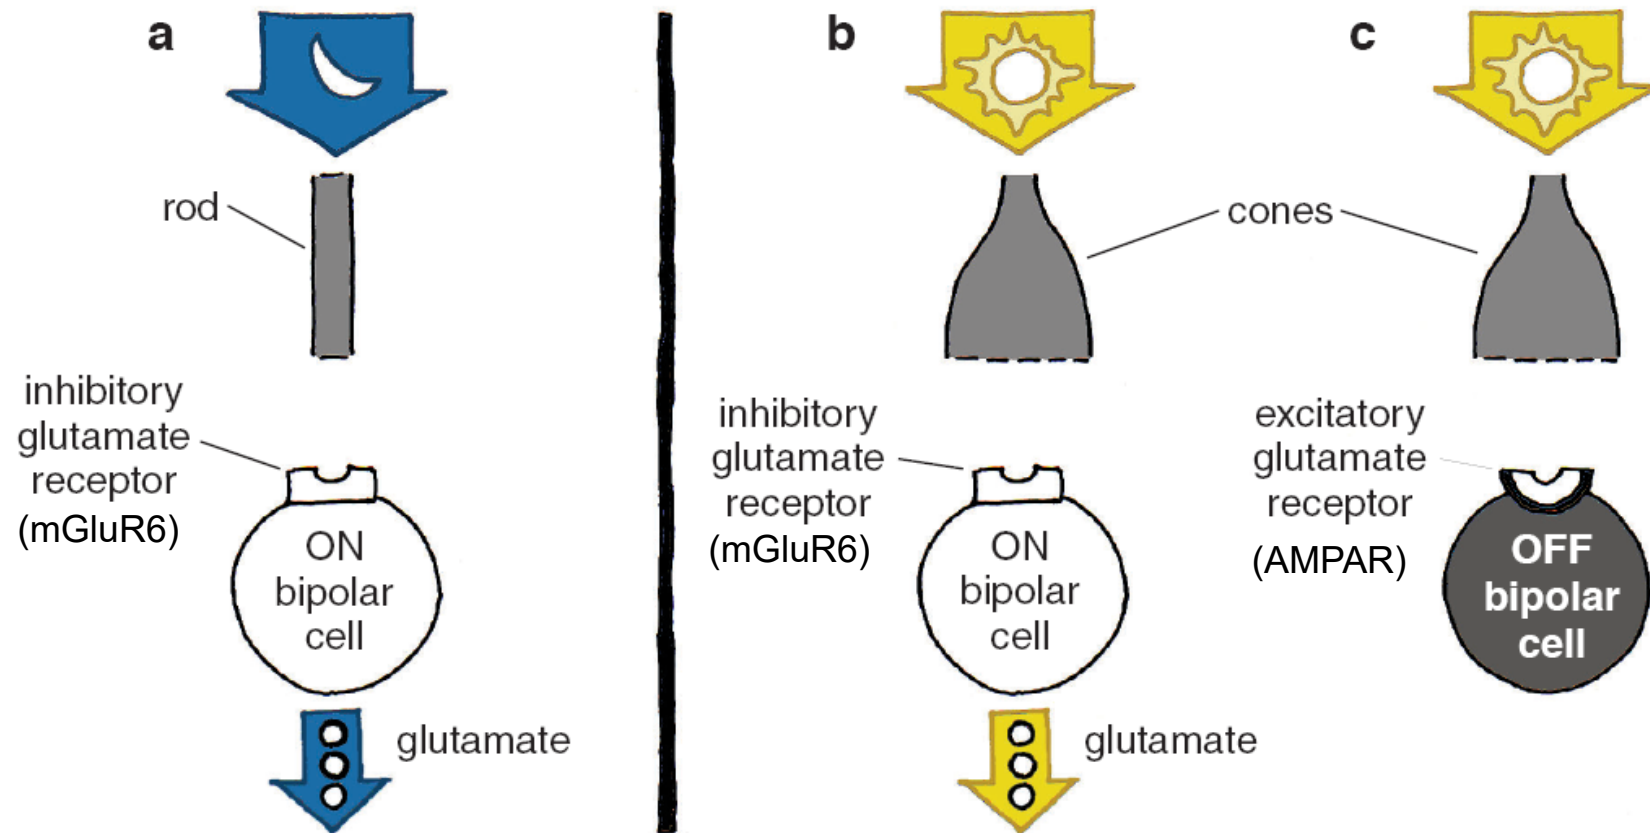 a
b
c
rod
cones
inhibitory
glutamate
receptor
(mGluR6)
ON
bipolar
cell
glutamate
inhibitory
glutamate
receptor
(mGluR6)
ON
bipolar
cell
glutamate
excitatory
glutamate
receptor
(AMPAR)
OFF
bipolar
cell